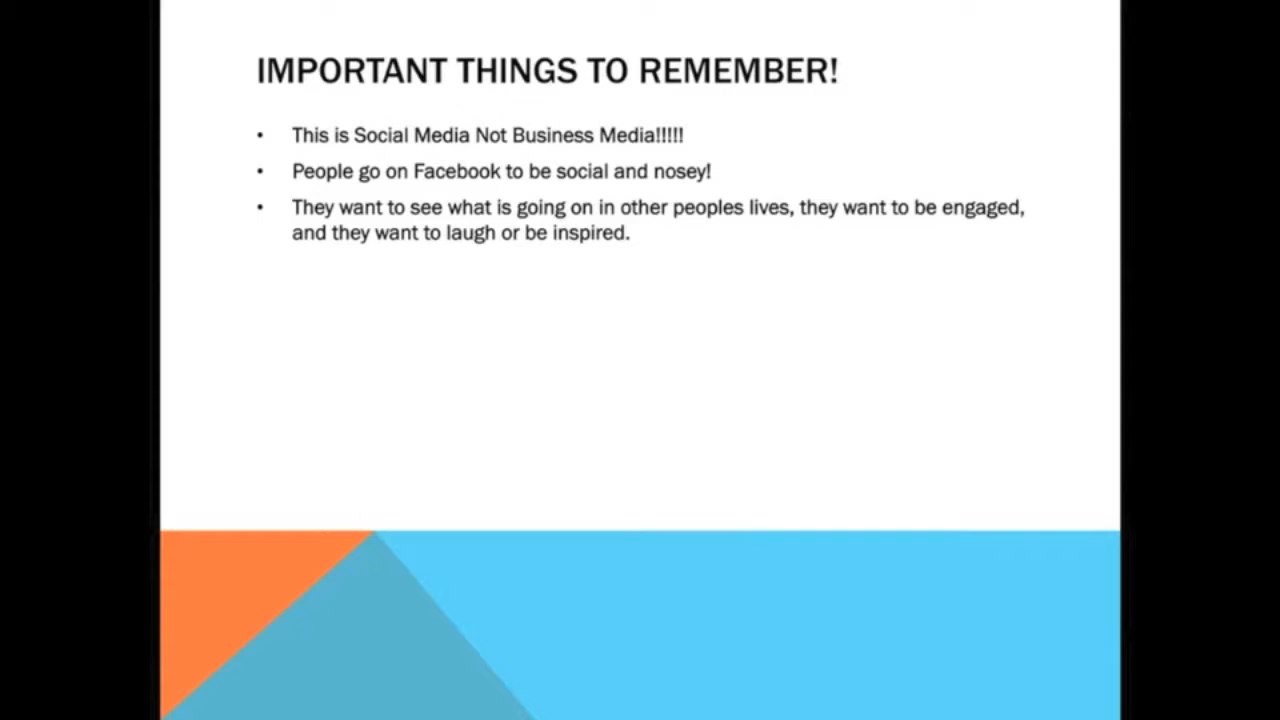 IMPORTANT THINGS TO REMEMBER!
• This is Social Media Not Business Media!!!!!
• People go on Facebook to be social and nosey!
• They want to see what is going on in other peoples lives, they want to be engaged,
and they want to laugh or be inspired.